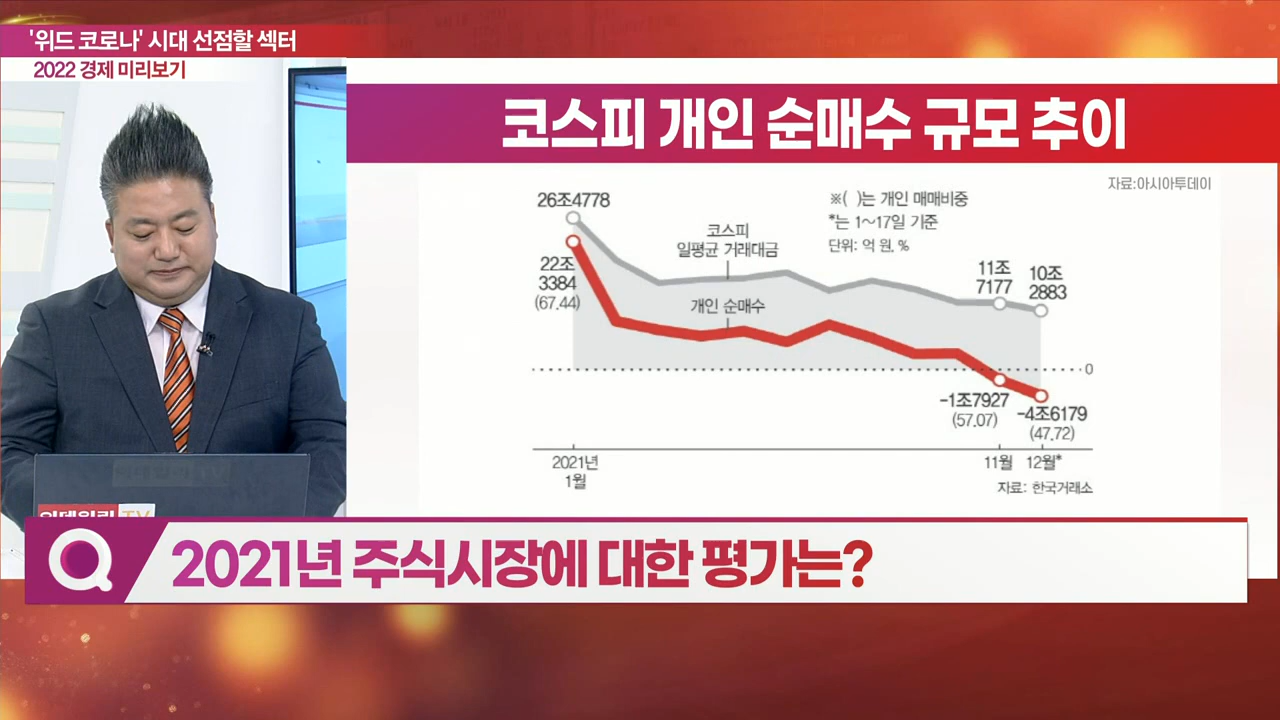 '위드 코로나' 시대 선점할 섹터
2022 경제 미리보기
코스피 개인 순매수 규모 추이
자료:아시아투데이
※( )는 개인 매매비중
*는 1~17일 기준
단위: 억 원, %
26조4778
코스피
일평균 거래대금
22조
3384
(67.44)
개인 순매수
11조
7177
10조
2883
0
-1조7927
(57.07)
-4조6179
(47.72)
2021년
1월
11월
12월*
자료: 한국거래소
이데일리 TV
Q
2021년 주식시장에 대한 평가는?